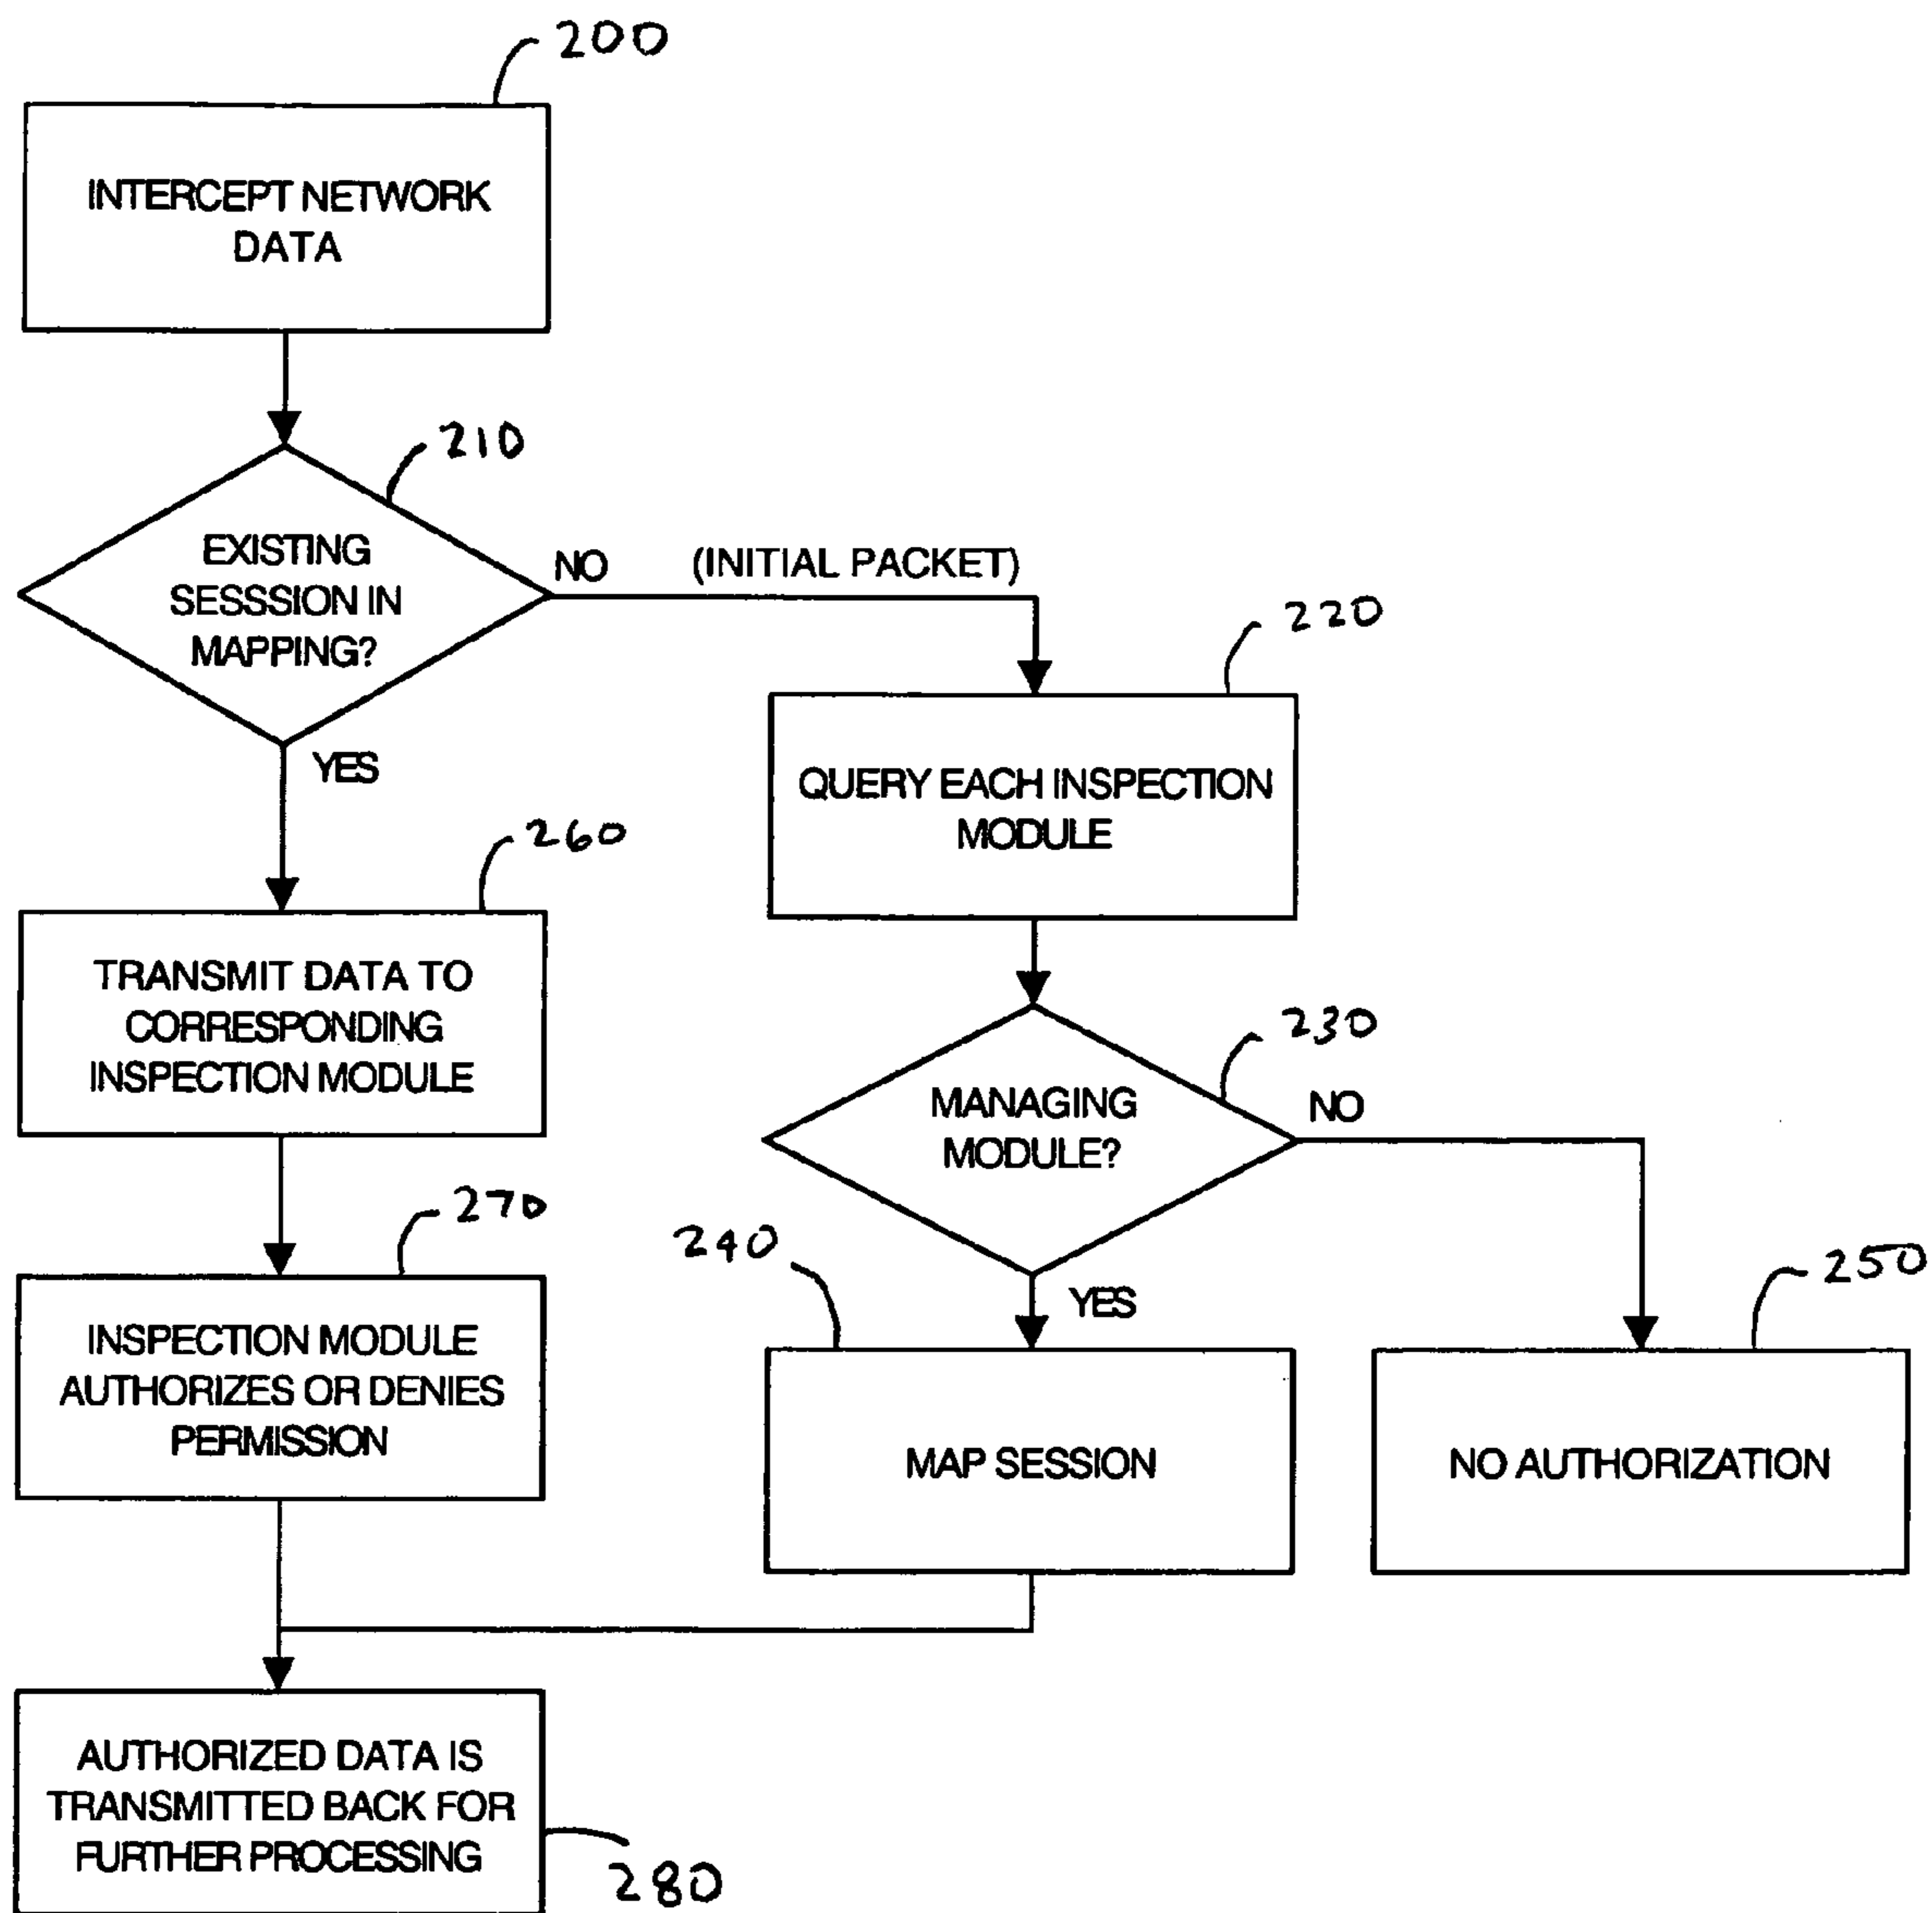 200
INTERCEPT NETWORK
DATA
210
EXISTING
SESSSION IN
MAPPING?
NO
(INITIAL PACKET)
220
YES
QUERY EACH INSPECTION
MODULE
260
TRANSMIT DATA TO
CORRESPONDING
INSPECTION MODULE
230
MANAGING
MODULE?
NO
270
240
250
YES
INSPECTION MODULE
AUTHORIZES OR DENIES
PERMISSION
MAP SESSION
NO AUTHORIZATION
AUTHORIZED DATA IS
TRANSMITTED BACK FOR
FURTHER PROCESSING
280